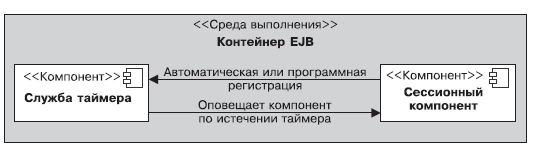 <<Среда выполнения>>
Контейнер EJB
<<Компонент>>
Служба таймера
Автоматическая или программная
регистрация
Оповещает компонент
по истечении таймера
<<Компонент>>
Сессионный
компонент